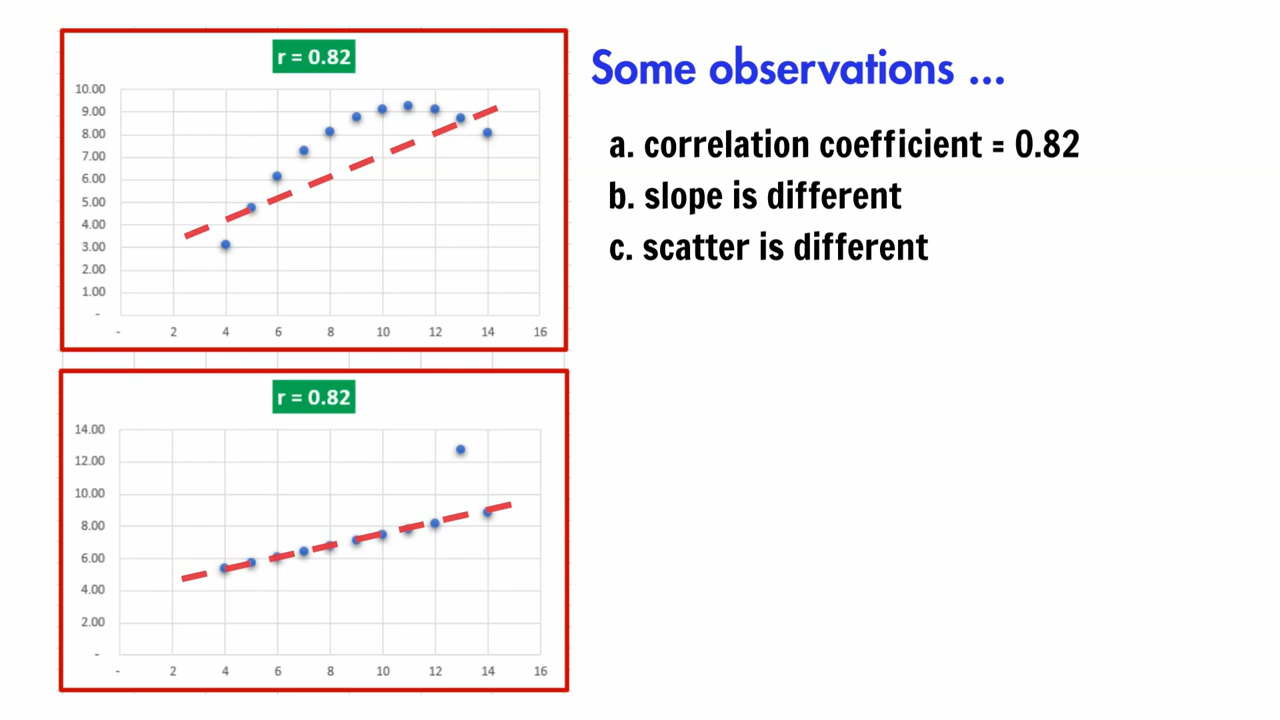 r = 0.82
10.00
9.00
8.00
7.00
6.00
5.00
4.00
3.00
2.00
1.00
-
- 2 4 6 8 10 12 14 16
r = 0.82
14.00
12.00
10.00
8.00
6.00
4.00
2.00
-
- 2 4 6 8 10 12 14 16
Some observations ...
a. correlation coefficient = 0.82
b. slope is different
c. scatter is different